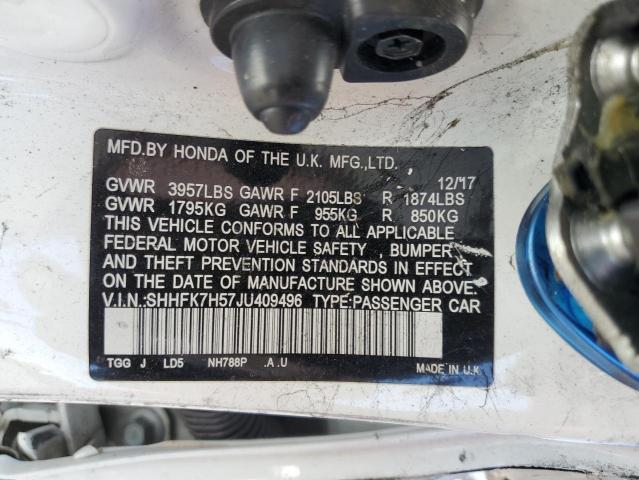 MFD.BY HONDA OF THE U.K. MFG.,LTD.
12/17
GVWR 3957LBS GAWR F 2105LBS R 1874LBS
GVWR 1795KG GAWR F 955KG R 850KG
THIS VEHICLE CONFORMS TO ALL APPLICABLE
FEDERAL MOTOR VEHICLE SAFETY , BUMPER
AND THEFT PREVENTION STANDARDS IN EFFECT
ON THE DATE OF MANUFACTURE SHOWN ABOVE.
V.I.N.:SHHFK7H57JU409496 TYPE:PASSENGER CAR
TGG J LD5 NH788P .A.U MADE IN U.K